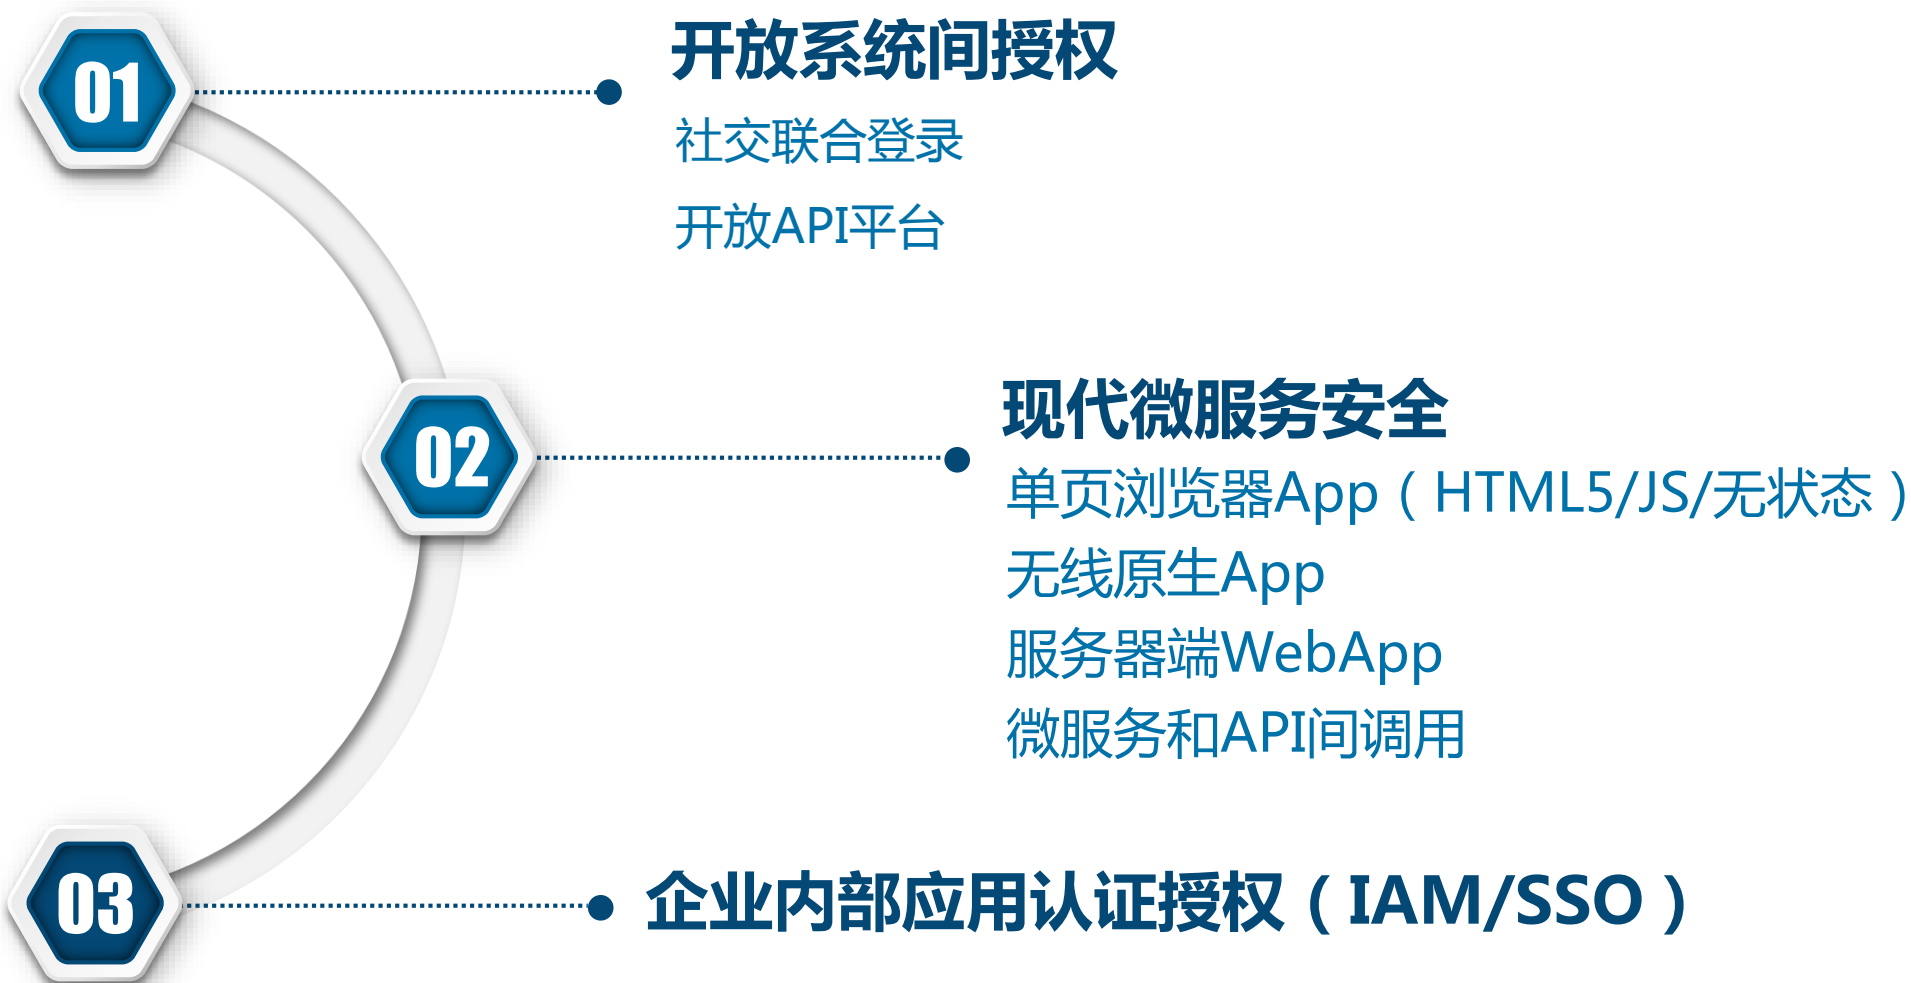 01
开放系统间授权
社交联合登录
开放API平台
02
现代微服务安全
单页浏览器App（HTML5/JS/无状态）
无线原生App
服务器端WebApp
微服务和API间调用
03
企业内部应用认证授权（IAM/SSO）